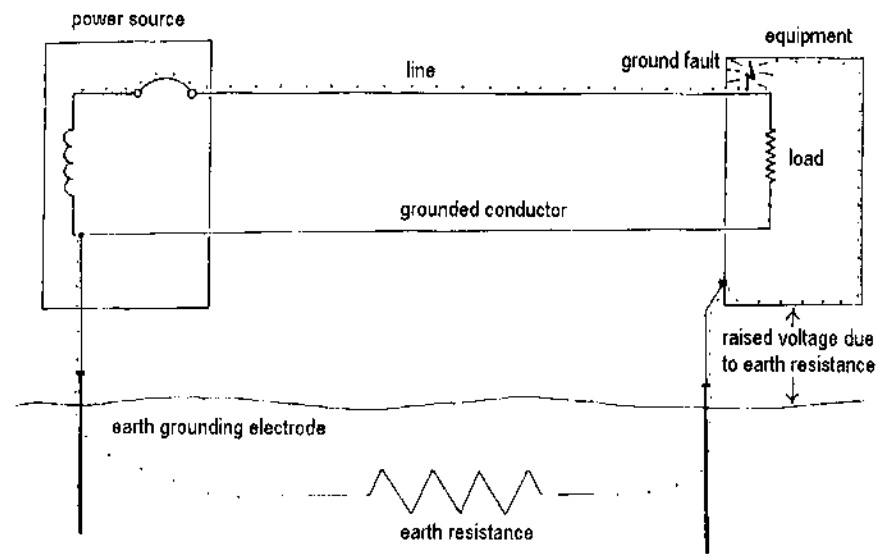 power source
equipment
ground fault
line
load
grounded conductor
raised voltage due
to earth resistance
earth grounding electrode
earth resistance